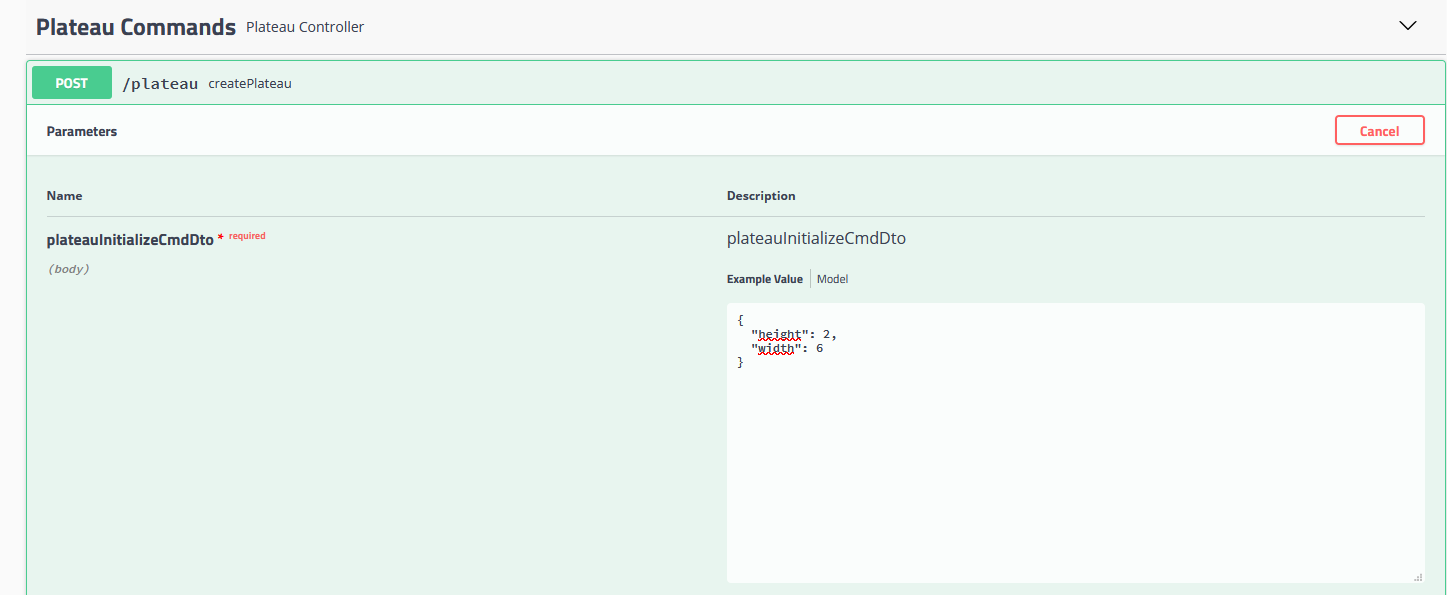 Plateau Commands Plateau Controller
POST /plateau createPlateau
Parameters Cancel
Name Description
plateauInitializeCmdDto * required plateauInitializeCmdDto
(body)
Example Value Model
{
"height": 2,
"width": 6
}